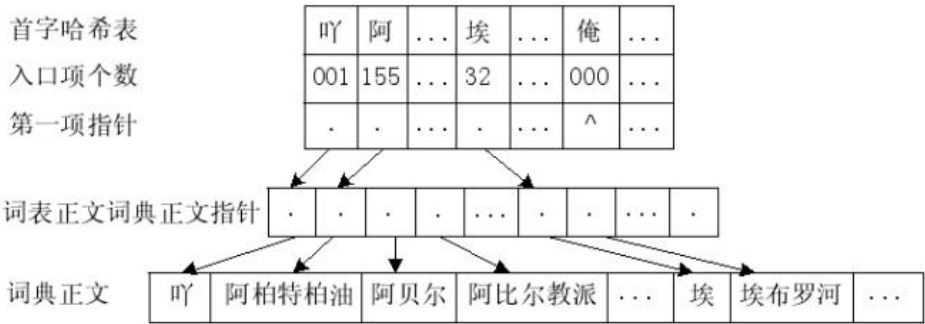 首字哈希表 吖 阿 ... 埃 ... 俺 ...
入口项个数 001 155 ... 32 ... 000 ...
第一项指针 . . ... . ... ^ ...
词表正文词典正文指针 . . . . ... . . ... .
词典正文 吖 阿柏特柏油 阿贝尔 阿比尔教派 ... 埃 埃布罗河 ...